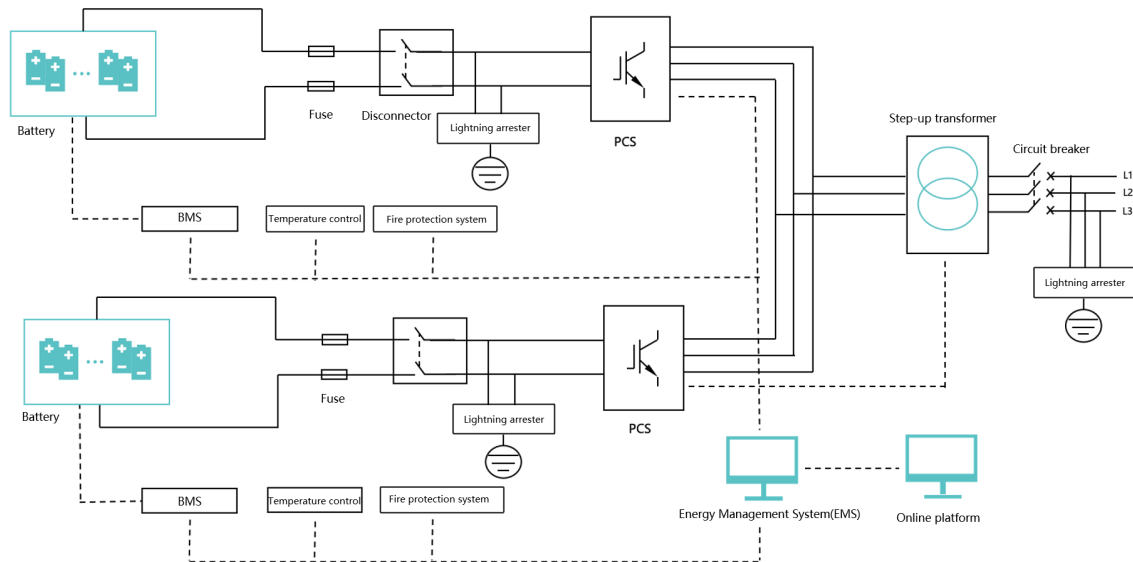 Battery
Fuse
Disconnector
Lightning arrester
PCS
Step-up transformer
Circuit breaker
L1
L2
L3
Lightning arrester
BMS
Temperature control
Fire protection system
Battery
Fuse
Lightning arrester
PCS
BMS
Temperature control
Fire protection system
Energy Management System(EMS)
Online platform